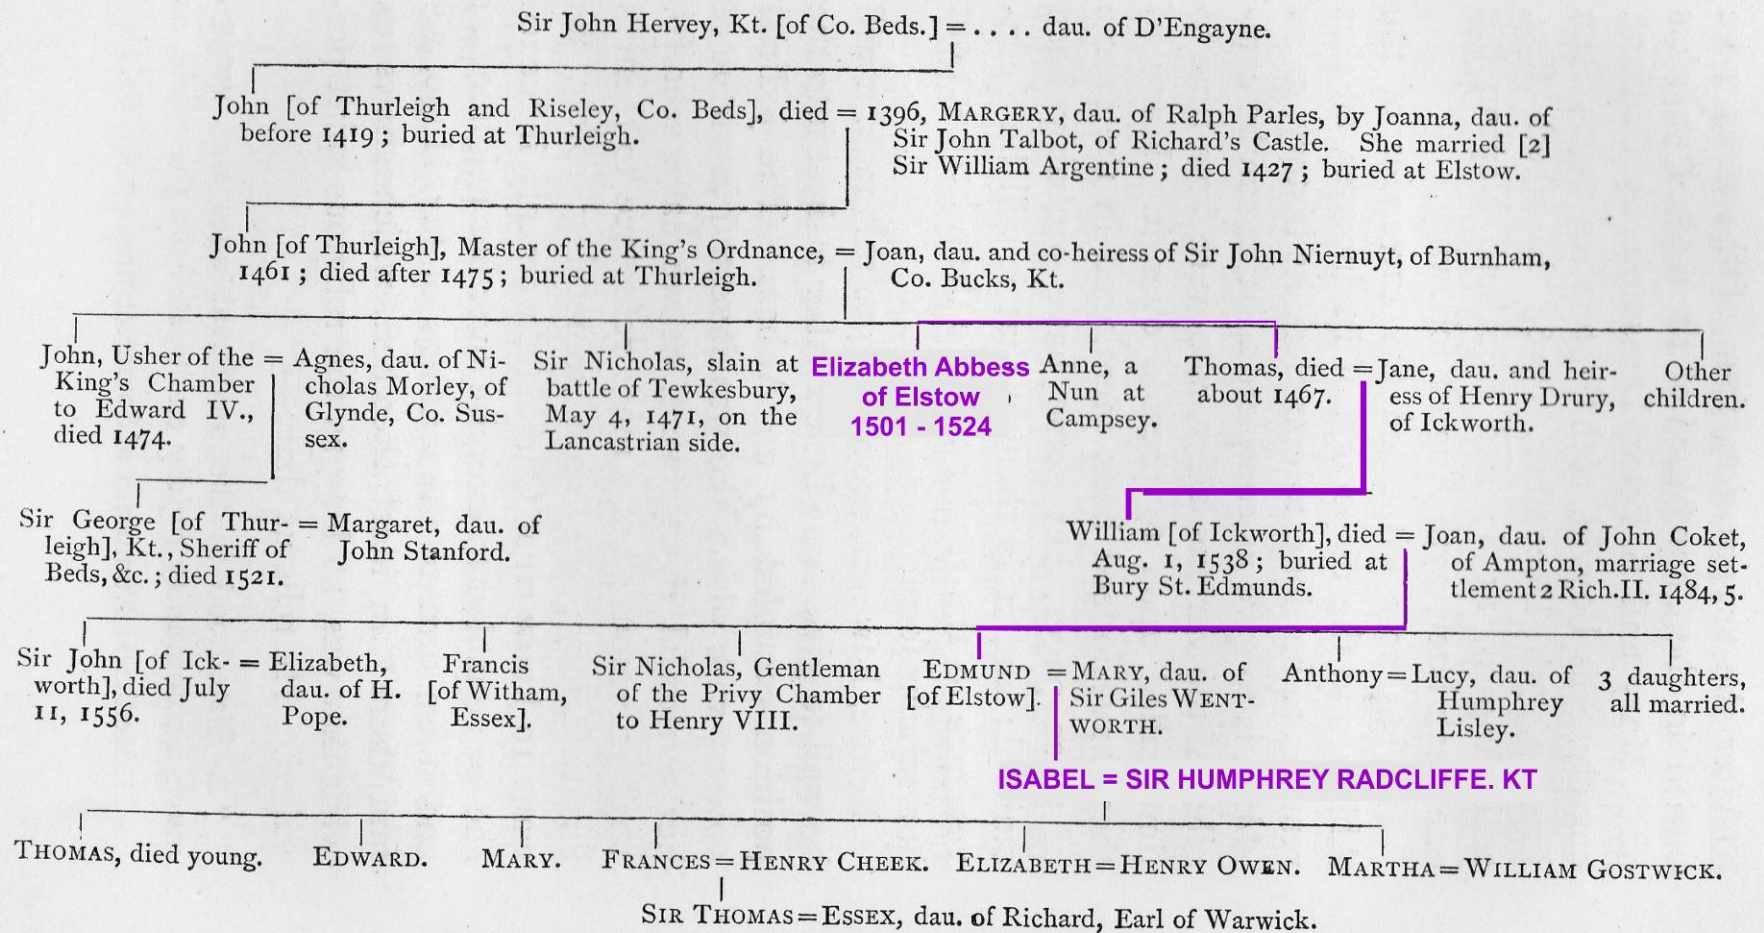 Sir John Hervey, Kt. [of Co. Beds.] = . . . . dau. of D'Engayne.
John [of Thurleigh and Riseley, Co. Beds], died
before 1419 ; buried at Thurleigh.
= 1396, MARGERY, dau. of Ralph Parles, by Joanna, dau. of
Sir John Talbot, of Richard's Castle. She married [2]
Sir William Argentine ; died 1427 ; buried at Elstow.
John [of Thurleigh], Master of the King's Ordnance,
1461 ; died after 1475 ; buried at Thurleigh.
= Joan, dau. and co-heiress of Sir John Niernuyt, of Burnham,
Co. Bucks, Kt.
John, Usher of the
King's Chamber
to Edward IV.,
died 1474.
= Agnes, dau. of Ni-
cholas Morley, of
Glynde, Co. Sus-
sex.
Sir Nicholas, slain at
battle of Tewkesbury,
May 4, 1471, on the
Lancastrian side.
Elizabeth Abbess
of Elstow
1501 - 1524
Anne, a
Nun at
Campsey.
Thomas, died
about 1467.
= Jane, dau. and heir-
ess of Henry Drury,
of Ickworth.
Other
children.
Sir George [of Thur-
leigh], Kt., Sheriff of
Beds, &c. ; died 1521.
= Margaret, dau. of
John Stanford.
William [of Ickworth], died
Aug. 1, 1538 ; buried at
Bury St. Edmunds.
= Joan, dau. of John Coket,
of Ampton, marriage set-
tlement 2 Rich. II. 1484, 5.
Sir John [of Ick-
worth], died July
11, 1556.
= Elizabeth,
dau. of H.
Pope.
Francis
[of Witham,
Essex].
Sir Nicholas, Gentleman
of the Privy Chamber
to Henry VIII.
EDMUND
[of Elstow].
= MARY, dau. of
Sir Giles WENT-
WORTH.
Anthony = Lucy, dau. of
Humphrey
Lisley.
3 daughters,
all married.
ISABEL = SIR HUMPHREY RADCLIFFE. KT
THOMAS, died young.
EDWARD.
MARY.
FRANCES = HENRY CHEEK.
ELIZABETH = HENRY OWEN.
MARTHA = WILLIAM GOSTWICK.
SIR THOMAS = ESSEX, dau. of Richard, Earl of Warwick.